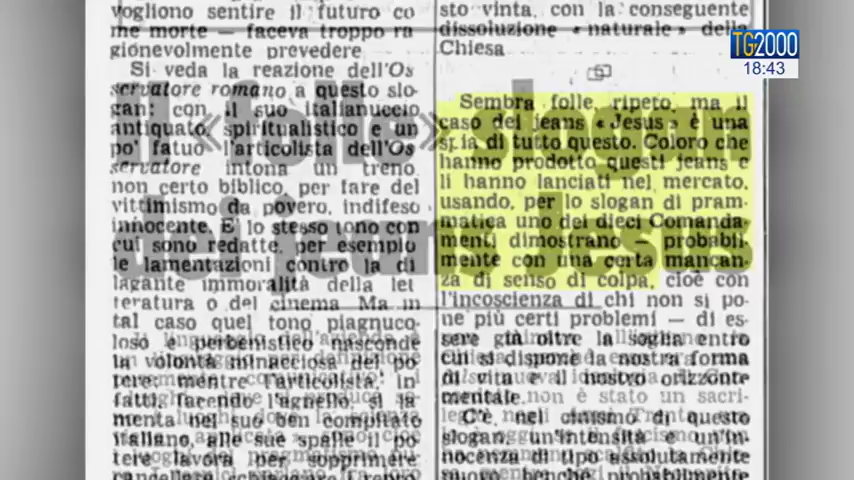 vogliono sentire il futuro co
me morte — faceva troppo ra
gionevolmente prevedere
Si veda la reazione dell'Os
servatore romano a questo slo
gan: con il suo italianuccio
antiquato, spiritualistico e un
po' fatuo l'articolista dell'Os
servatore intona un treno
non certo biblico, per fare del
vittimismo da povero, indifeso
innocente. E' lo stesso tono con
cui sono redatte, per esempio
le lamentazioni contro la di
lagante immoralità della let
teratura o del cinema Ma in
tal caso quel tono piagnuco-
loso e perbenistico nasconde
la volontà minacciosa del po
tere: mentre l'articolista, in
fatti, facendo l'agnello, si la
menta nel suo ben compitato
italiano, alle sue spalle il po
tere lavora per sopprimere
sto vinta, con la conseguente
dissoluzione «naturale» della
Chiesa
Sembra folle, ripeto, ma il
caso dei jeans «Jesus» è una
spia di tutto questo. Coloro che
hanno prodotto questi jeans e
li hanno lanciati nel mercato,
usando, per lo slogan di pram-
matica uno dei dieci Comanda-
menti dimostrano — probabil-
mente con una certa mancan-
za di senso di colpa, cioè con
l'incoscienza di chi non si po-
ne più certi problemi — di es-
sere già oltre la soglia entro
cui si dispone la nostra forma
di vita e il nostro orizzonte
mentale.
C'è, nel cinismo di questo
slogan, un'intensità e un'in-
nocenza di tipo assolutamente
nuovo benché probabilmente
Il «folle» slogan
dei jeans Jesus
TG2000
18:43